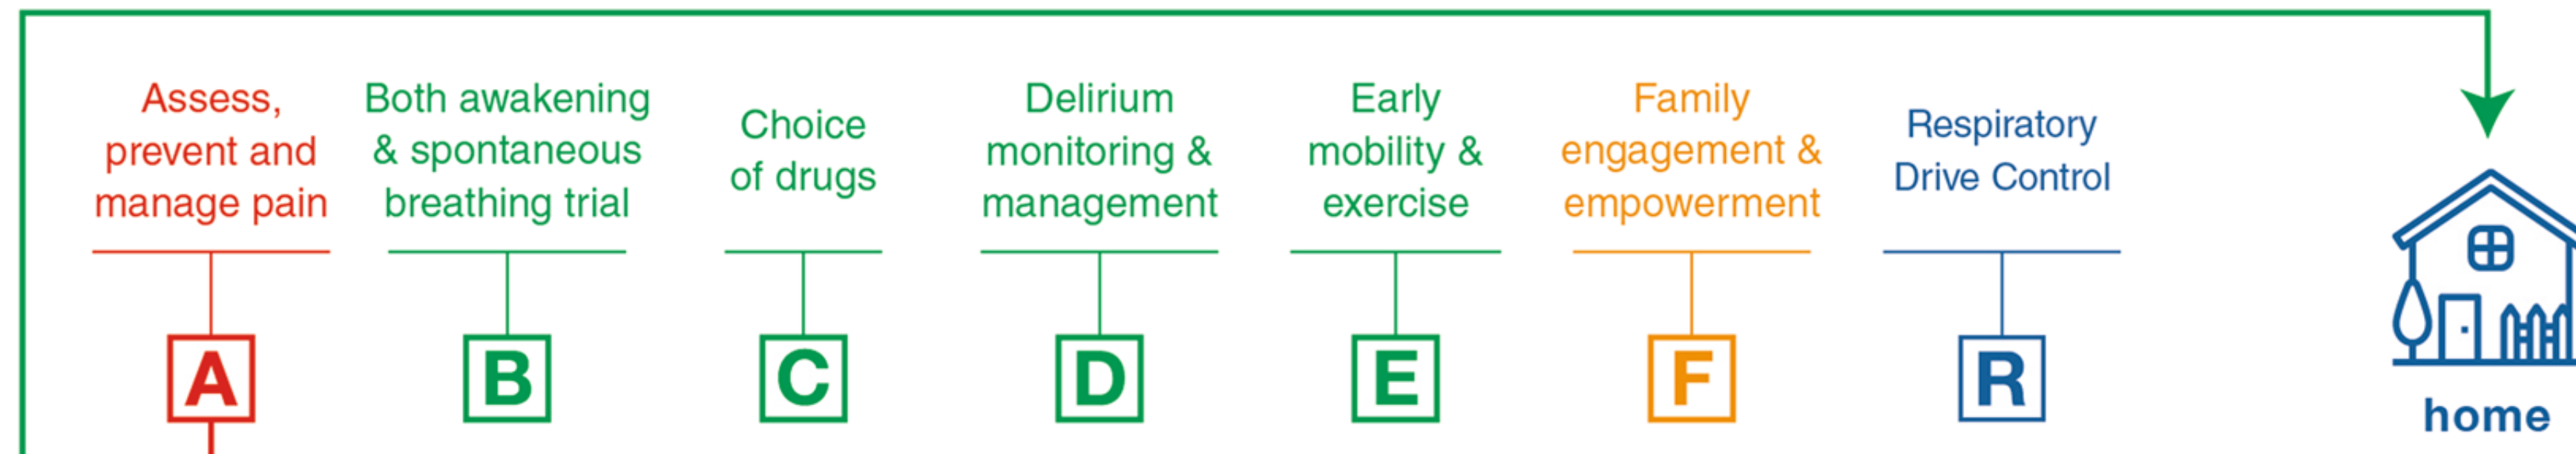 Assess,
prevent and
manage pain
Both awakening
& spontaneous
breathing trial
Choice
of drugs
Delirium
monitoring &
management
Early
mobility &
exercise
Family
engagement &
empowerment
Respiratory
Drive Control
A
B
C
D
E
F
R
home